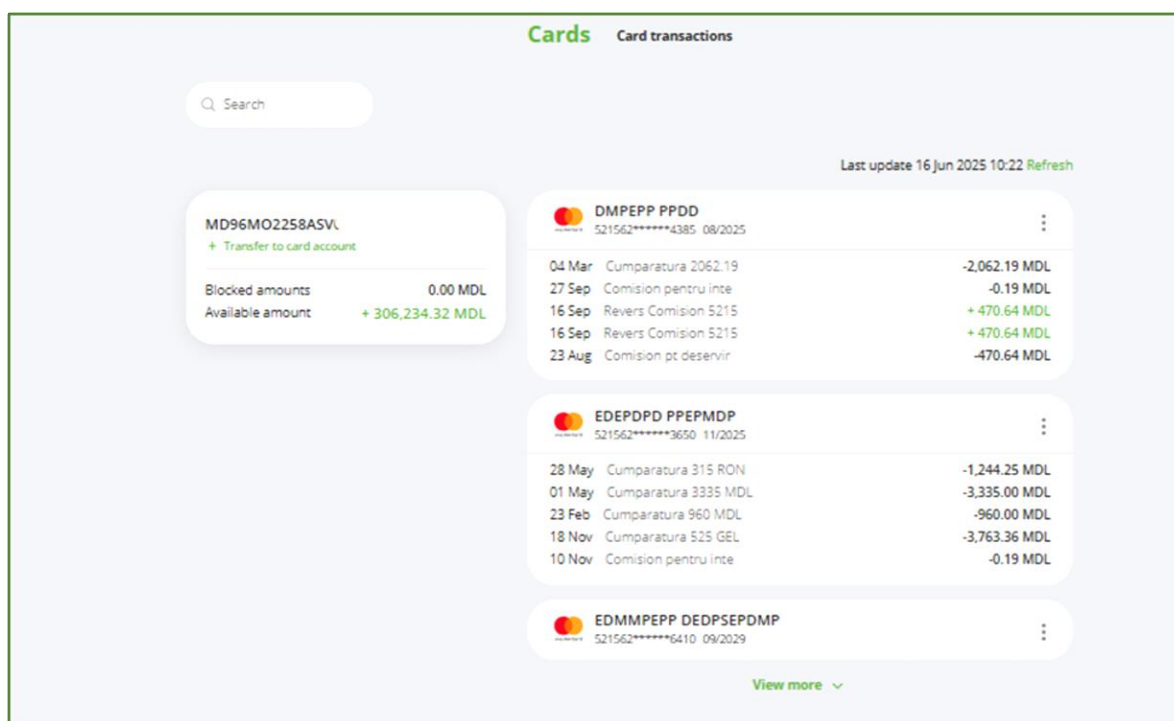 Cards Card transactions
Search
Last update 16 Jun 2025 10:22 Refresh
MD96MO2258ASV
+ Transfer to card account
Blocked amounts 0.00 MDL
Available amount + 306,234.32 MDL
DMPEPP PPDD
521562******4385 08/2025
04 Mar Cumparatura 2062.19 -2,062.19 MDL
27 Sep Comision pentru inte -0.19 MDL
16 Sep Revers Comision 5215 + 470.64 MDL
16 Sep Revers Comision 5215 + 470.64 MDL
23 Aug Comision pt deservir -470.64 MDL
EDEPDPD PPEPMDP
521562******3650 11/2025
28 May Cumparatura 315 RON -1,244.25 MDL
01 May Cumparatura 3335 MDL -3,335.00 MDL
23 Feb Cumparatura 960 MDL -960.00 MDL
18 Nov Cumparatura 525 GEL -3,763.36 MDL
10 Nov Comision pentru inte -0.19 MDL
EDMMPEPP DEDPSEPDMP
521562******6410 09/2029
View more